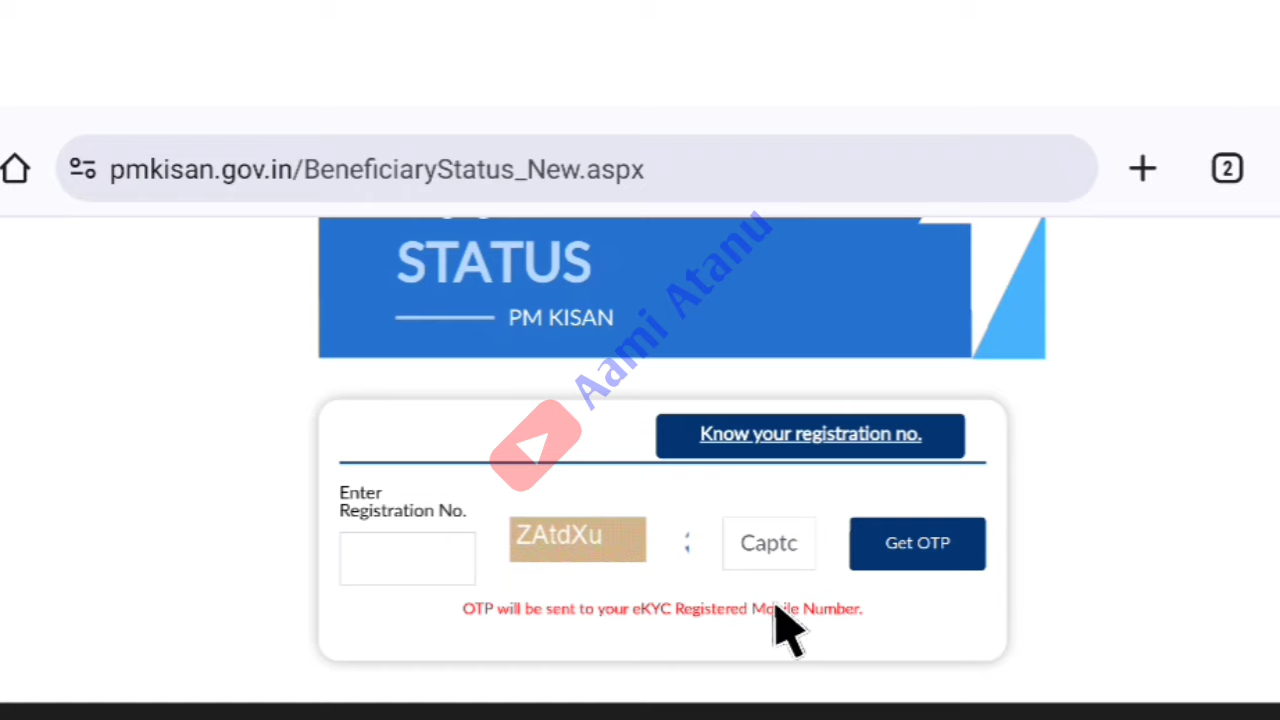 pmkisan.gov.in/BeneficiaryStatus_New.aspx
2
STATUS
PM KISAN
Aami Atanu
Know your registration no.
Enter
Registration No.
ZAtdXu
Captc
Get OTP
OTP will be sent to your eKYC Registered Mobile Number.